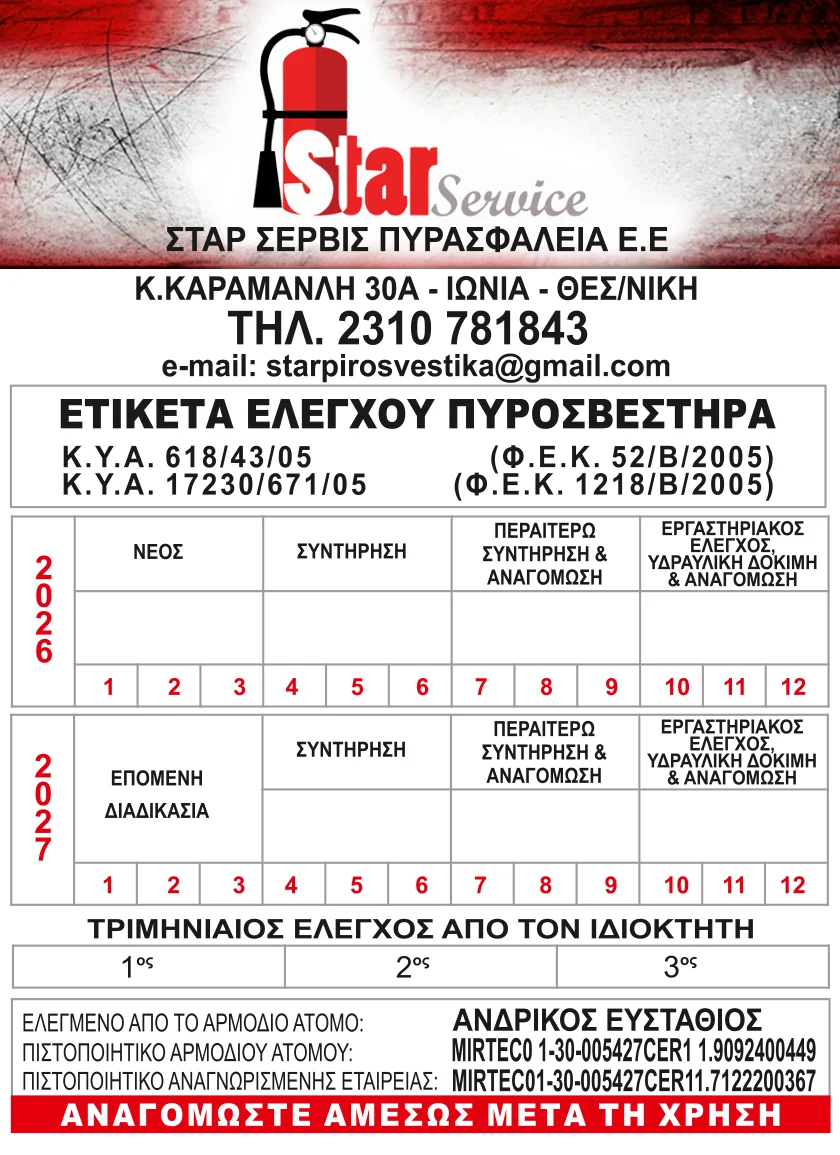 Star Service
ΣΤΑΡ ΣΕΡΒΙΣ ΠΥΡΑΣΦΑΛΕΙΑ Ε.Ε
Κ.ΚΑΡΑΜΑΝΛΗ 30Α - ΙΩΝΙΑ - ΘΕΣ/ΝΙΚΗ
ΤΗΛ. 2310 781843
e-mail: starpirosvestika@gmail.com
ΕΤΙΚΕΤΑ ΕΛΕΓΧΟΥ ΠΥΡΟΣΒΕΣΤΗΡΑ
Κ.Υ.Α. 618/43/05 (Φ.Ε.Κ. 52/Β/2005)
Κ.Υ.Α. 17230/671/05 (Φ.Ε.Κ. 1218/Β/2005)
2026
ΝΕΟΣ
ΣΥΝΤΗΡΗΣΗ
ΠΕΡΑΙΤΕΡΩ
ΣΥΝΤΗΡΗΣΗ &
ΑΝΑΓΟΜΩΣΗ
ΕΡΓΑΣΤΗΡΙΑΚΟΣ
ΕΛΕΓΧΟΣ,
ΥΔΡΑΥΛΙΚΗ ΔΟΚΙΜΗ
& ΑΝΑΓΟΜΩΣΗ
1 2 3 4 5 6 7 8 9 10 11 12
2027
ΕΠΟΜΕΝΗ
ΔΙΑΔΙΚΑΣΙΑ
ΣΥΝΤΗΡΗΣΗ
ΠΕΡΑΙΤΕΡΩ
ΣΥΝΤΗΡΗΣΗ &
ΑΝΑΓΟΜΩΣΗ
ΕΡΓΑΣΤΗΡΙΑΚΟΣ
ΕΛΕΓΧΟΣ,
ΥΔΡΑΥΛΙΚΗ ΔΟΚΙΜΗ
& ΑΝΑΓΟΜΩΣΗ
1 2 3 4 5 6 7 8 9 10 11 12
ΤΡΙΜΗΝΙΑΙΟΣ ΕΛΕΓΧΟΣ ΑΠΟ ΤΟΝ ΙΔΙΟΚΤΗΤΗ
1ος 2ος 3ος
ΕΛΕΓΜΕΝΟ ΑΠΟ ΤΟ ΑΡΜΟΔΙΟ ΑΤΟΜΟ: ΑΝΔΡΙΚΟΣ ΕΥΣΤΑΘΙΟΣ
ΠΙΣΤΟΠΟΙΗΤΙΚΟ ΑΡΜΟΔΙΟΥ ΑΤΟΜΟΥ: MIRTEC0 1-30-005427CER1 1.9092400449
ΠΙΣΤΟΠΟΙΗΤΙΚΟ ΑΝΑΓΝΩΡΙΣΜΕΝΗΣ ΕΤΑΙΡΕΙΑΣ: MIRTEC01-30-005427CER11.7122200367
ΑΝΑΓΟΜΩΣΤΕ ΑΜΕΣΩΣ ΜΕΤΑ ΤΗ ΧΡΗΣΗ